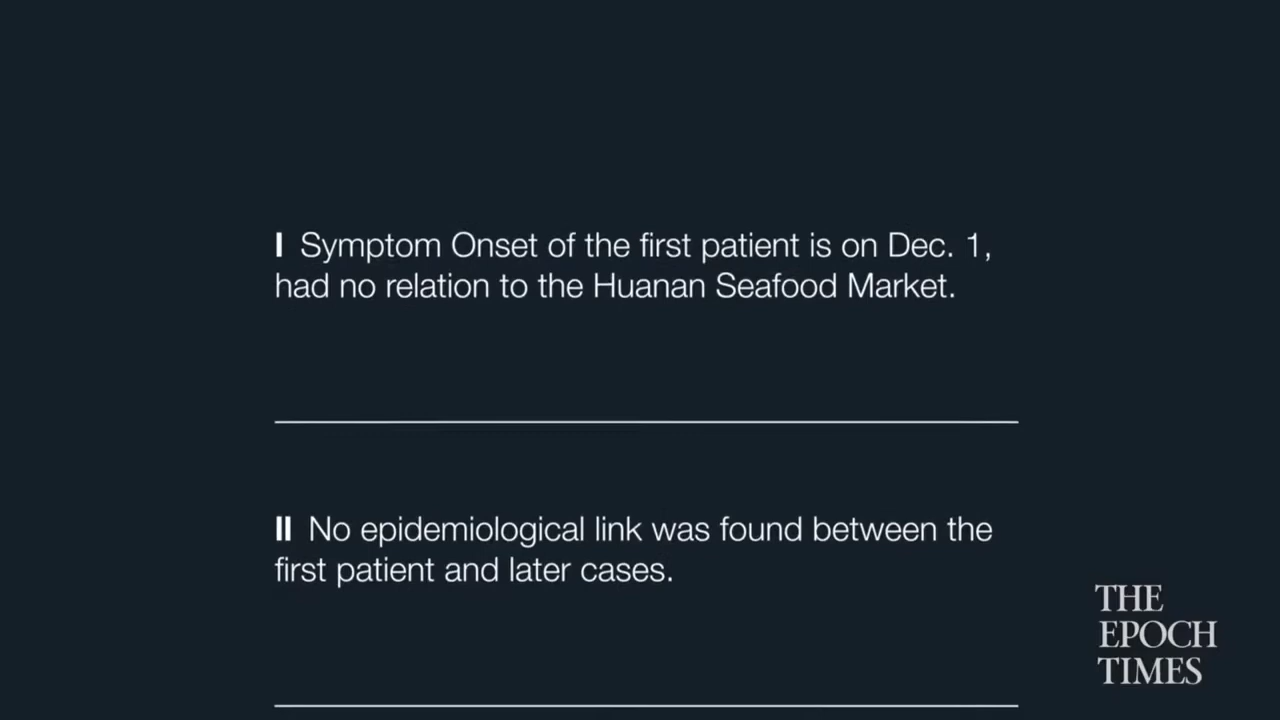 I Symptom Onset of the first patient is on Dec. 1,
had no relation to the Huanan Seafood Market.
II No epidemiological link was found between the
first patient and later cases.
THE
EPOCH
TIMES